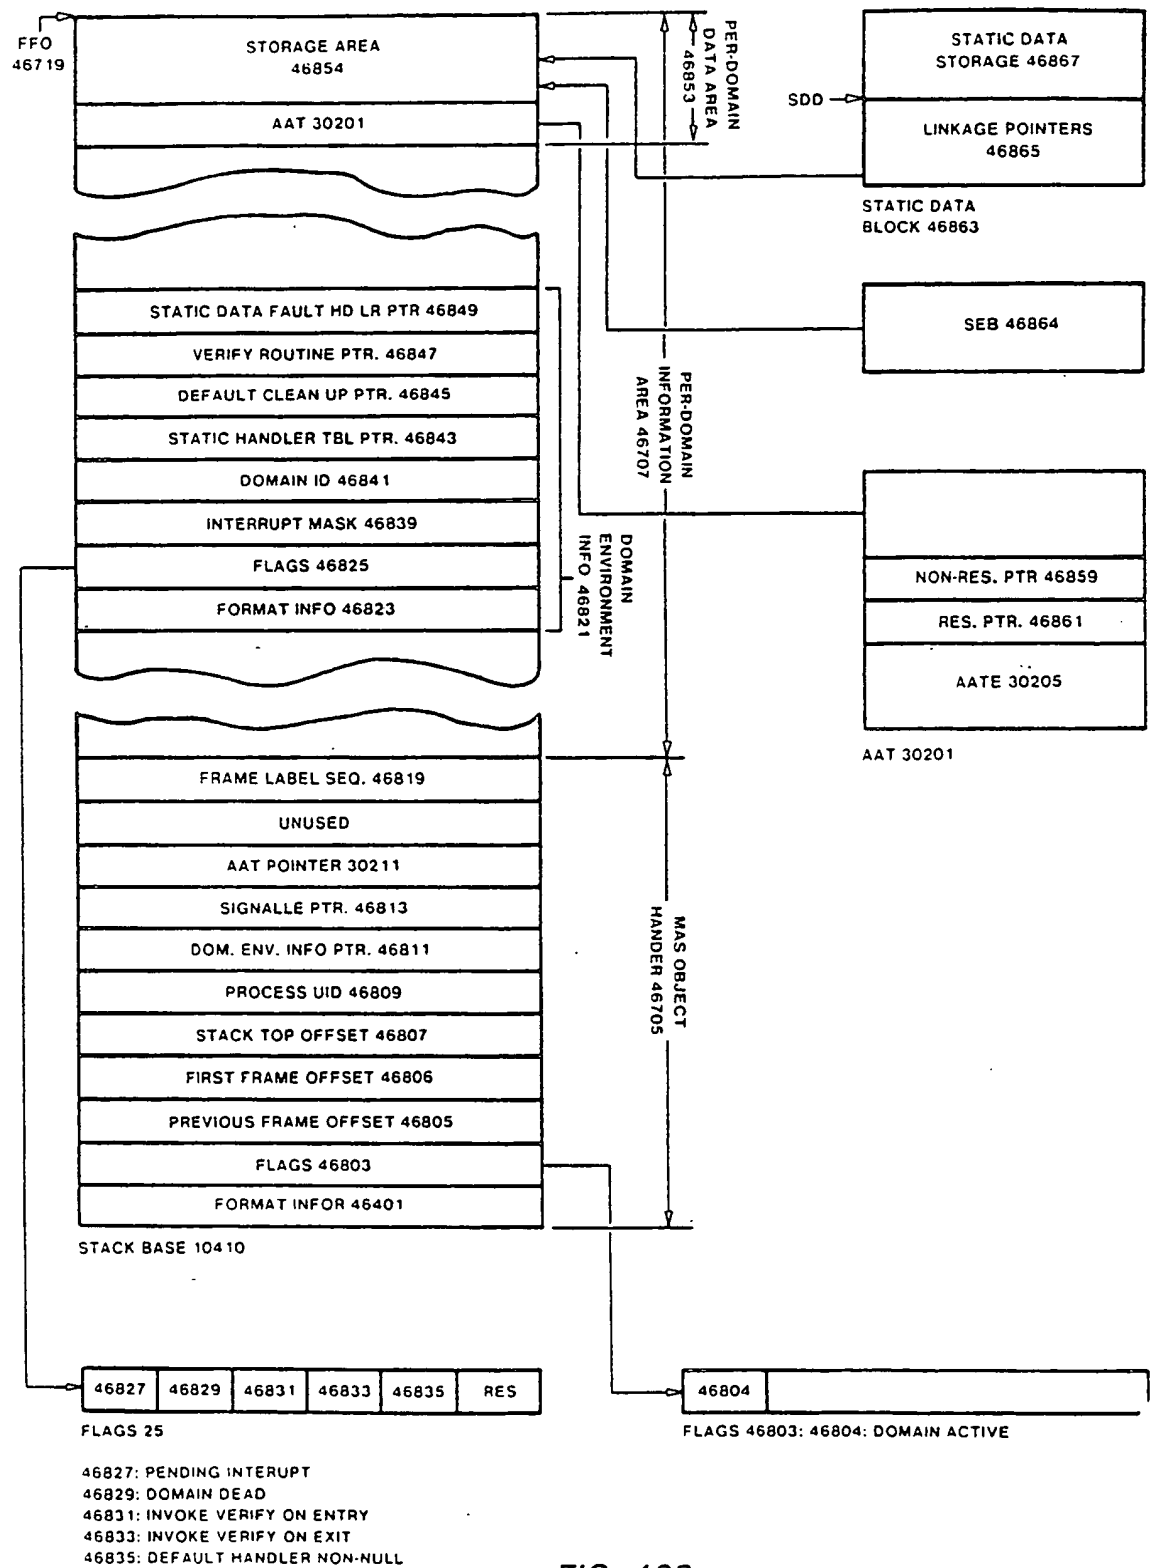 FFO
46719
STORAGE AREA
46854
AAT 30201
PER-DOMAIN
DATA AREA
46853
STATIC DATA
STORAGE 46867
SDD
LINKAGE POINTERS
46865
STATIC DATA
BLOCK 46863
SEB 46864
STATIC DATA FAULT HD LR PTR 46849
VERIFY ROUTINE PTR. 46847
DEFAULT CLEAN UP PTR. 46845
STATIC HANDLER TBL PTR. 46843
DOMAIN ID 46841
INTERRUPT MASK 46839
FLAGS 46825
FORMAT INFO 46823
DOMAIN
ENVIRONMENT
INFO 46821
PER-DOMAIN
INFORMATION
AREA 46707
NON-RES. PTR 46859
RES. PTR. 46861
AATE 30205
AAT 30201
FRAME LABEL SEQ. 46819
UNUSED
AAT POINTER 30211
SIGNALLE PTR. 46813
DOM. ENV. INFO PTR. 46811
PROCESS UID 46809
STACK TOP OFFSET 46807
FIRST FRAME OFFSET 46806
PREVIOUS FRAME OFFSET 46805
FLAGS 46803
FORMAT INFOR 46401
MAS OBJECT
HANDER 46705
STACK BASE 10410
46827 46829 46831 46833 46835 RES
FLAGS 25
46804
FLAGS 46803: 46804: DOMAIN ACTIVE
46827: PENDING INTERUPT
46829: DOMAIN DEAD
46831: INVOKE VERIFY ON ENTRY
46833: INVOKE VERIFY ON EXIT
46835: DEFAULT HANDLER NON-NULL